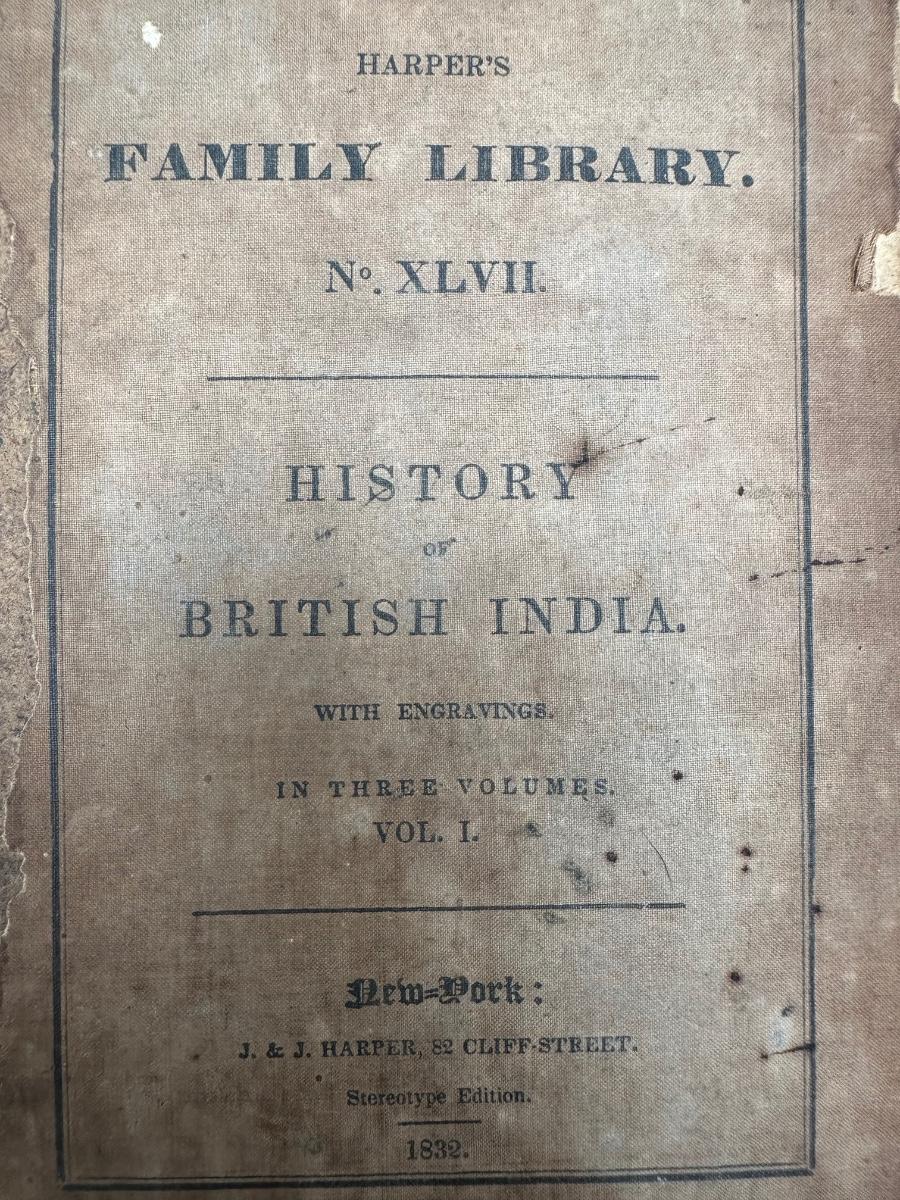 HARPER'S
FAMILY LIBRARY.
Nº. XLVII.
HISTORY
OF
BRITISH INDIA.
WITH ENGRAVINGS.
IN THREE VOLUMES.
VOL. I.
New-York:
J. & J. HARPER, 82 CLIFF-STREET.
Stereotype Edition.
1832.